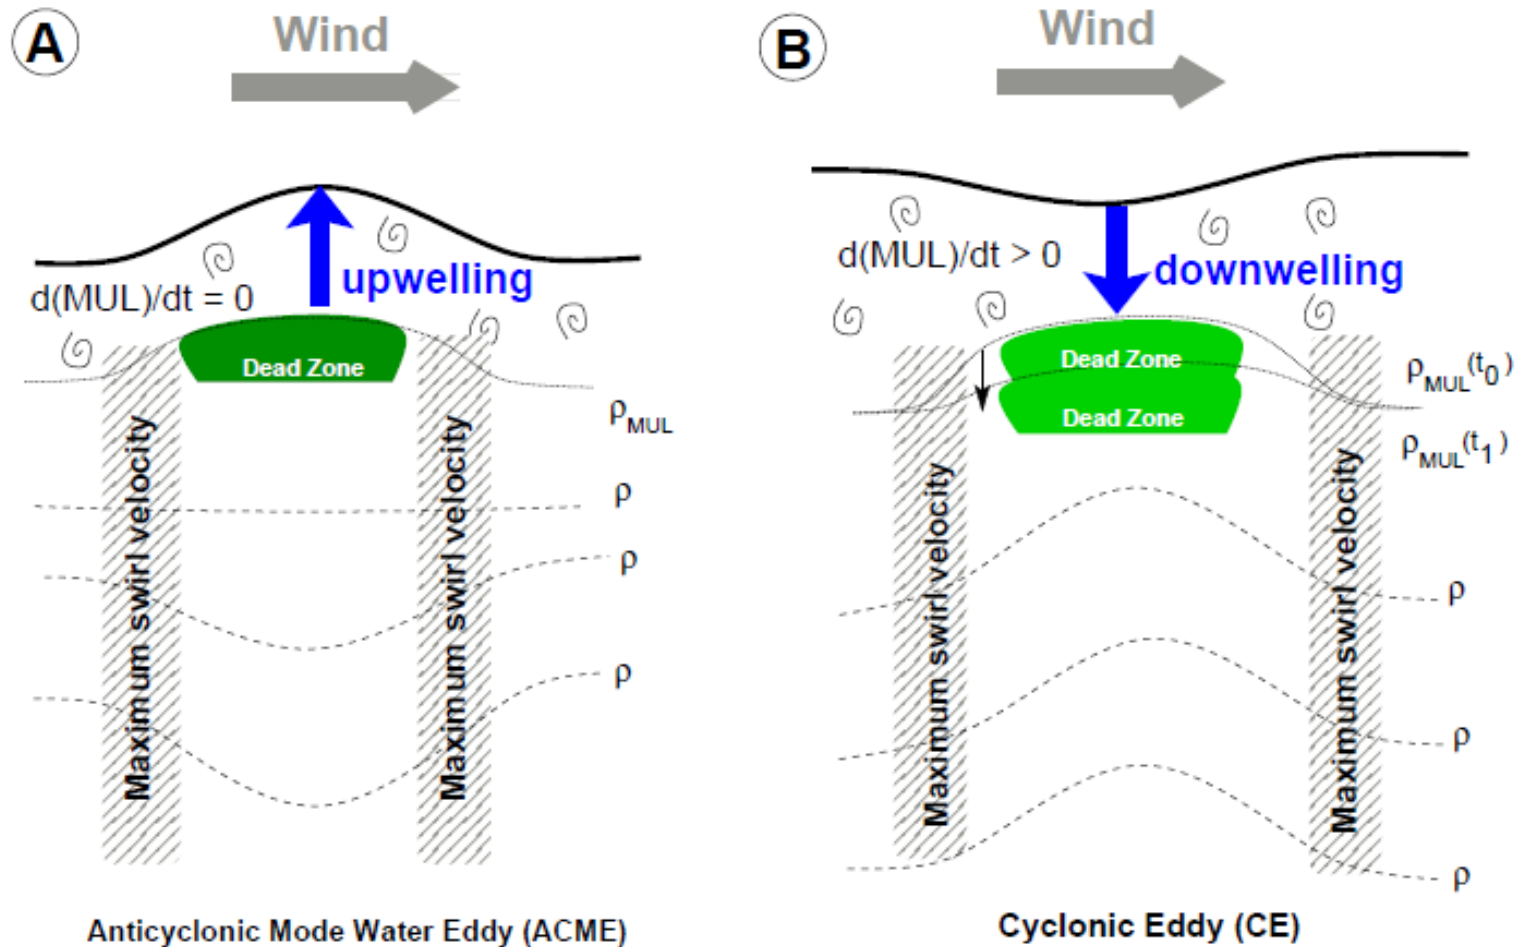 A
Wind
upwelling
d(MUL)/dt = 0
Dead Zone
ρMUL
ρ
ρ
ρ
Maximum swirl velocity
Maximum swirl velocity
Anticyclonic Mode Water Eddy (ACME)
B
Wind
d(MUL)/dt > 0
downwelling
Dead Zone
Dead Zone
ρMUL(t0)
ρMUL(t1)
ρ
ρ
ρ
Maximum swirl velocity
Maximum swirl velocity
Cyclonic Eddy (CE)